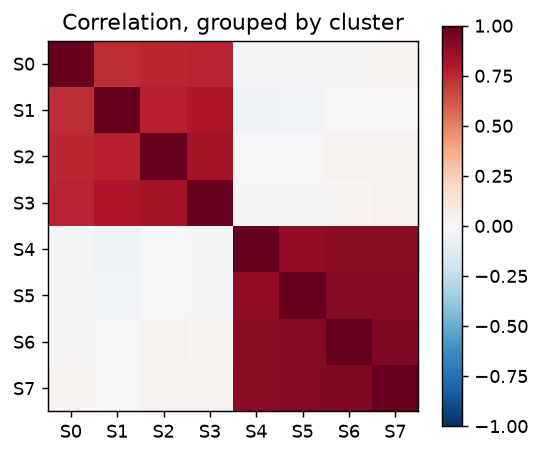 Correlation, grouped by cluster
S0
S1
S2
S3
S4
S5
S6
S7
S0 S1 S2 S3 S4 S5 S6 S7
1.00
0.75
0.50
0.25
0.00
−0.25
−0.50
−0.75
−1.00